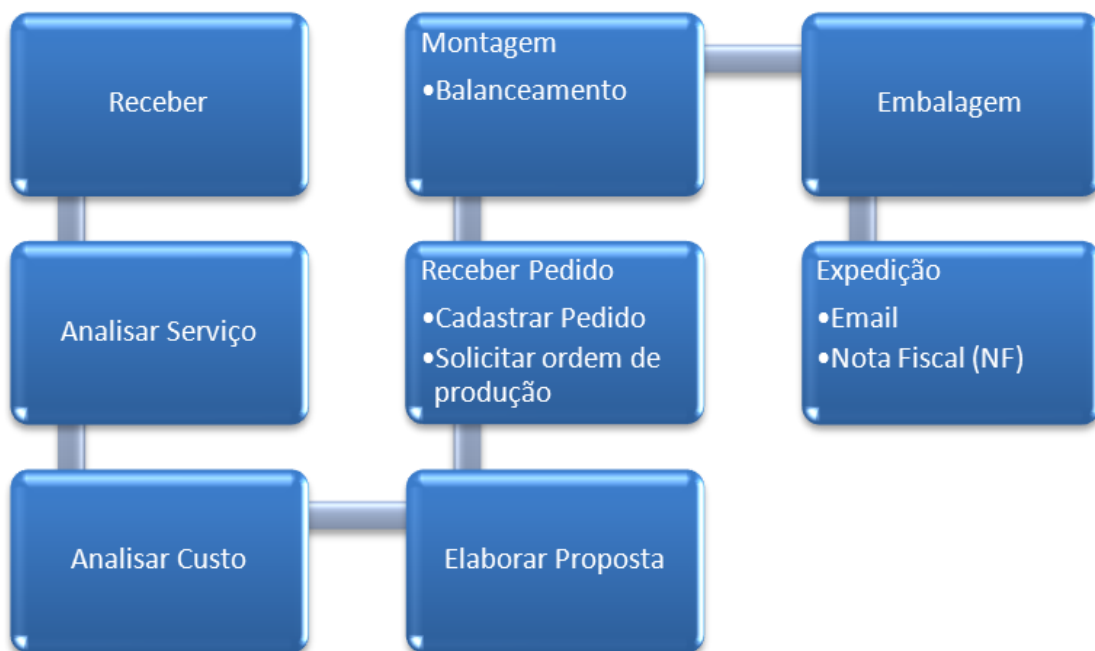 Receber
Analisar Serviço
Analisar Custo
Elaborar Proposta
Receber Pedido
•Cadastrar Pedido
•Solicitar ordem de
produção
Montagem
•Balanceamento
Embalagem
Expedição
•Email
•Nota Fiscal (NF)